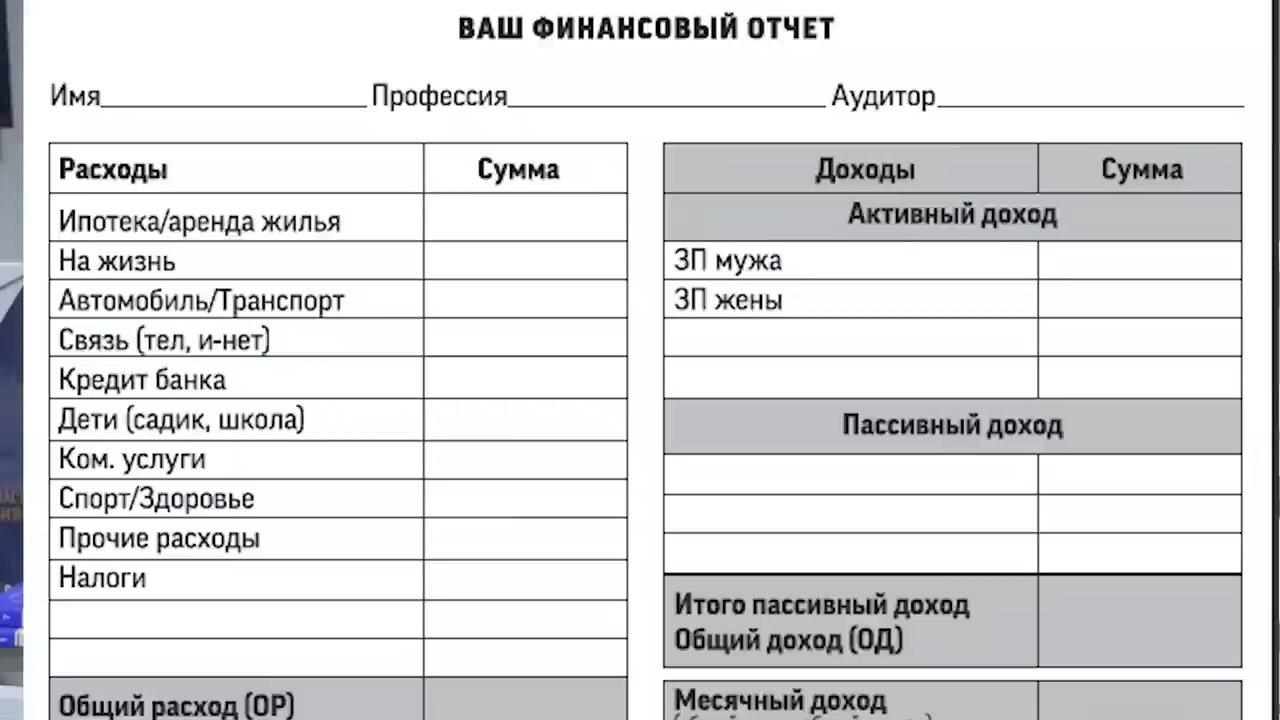 ВАШ ФИНАНСОВЫЙ ОТЧЕТ
Имя Профессия Аудитор
Расходы Сумма
Ипотека/аренда жилья
На жизнь
Автомобиль/Транспорт
Связь (тел, и-нет)
Кредит банка
Дети (садик, школа)
Ком. услуги
Спорт/Здоровье
Прочие расходы
Налоги
Общий расход (ОР)
Доходы Сумма
Активный доход
ЗП мужа
ЗП жены
Пассивный доход
Итого пассивный доход
Общий доход (ОД)
Месячный доход